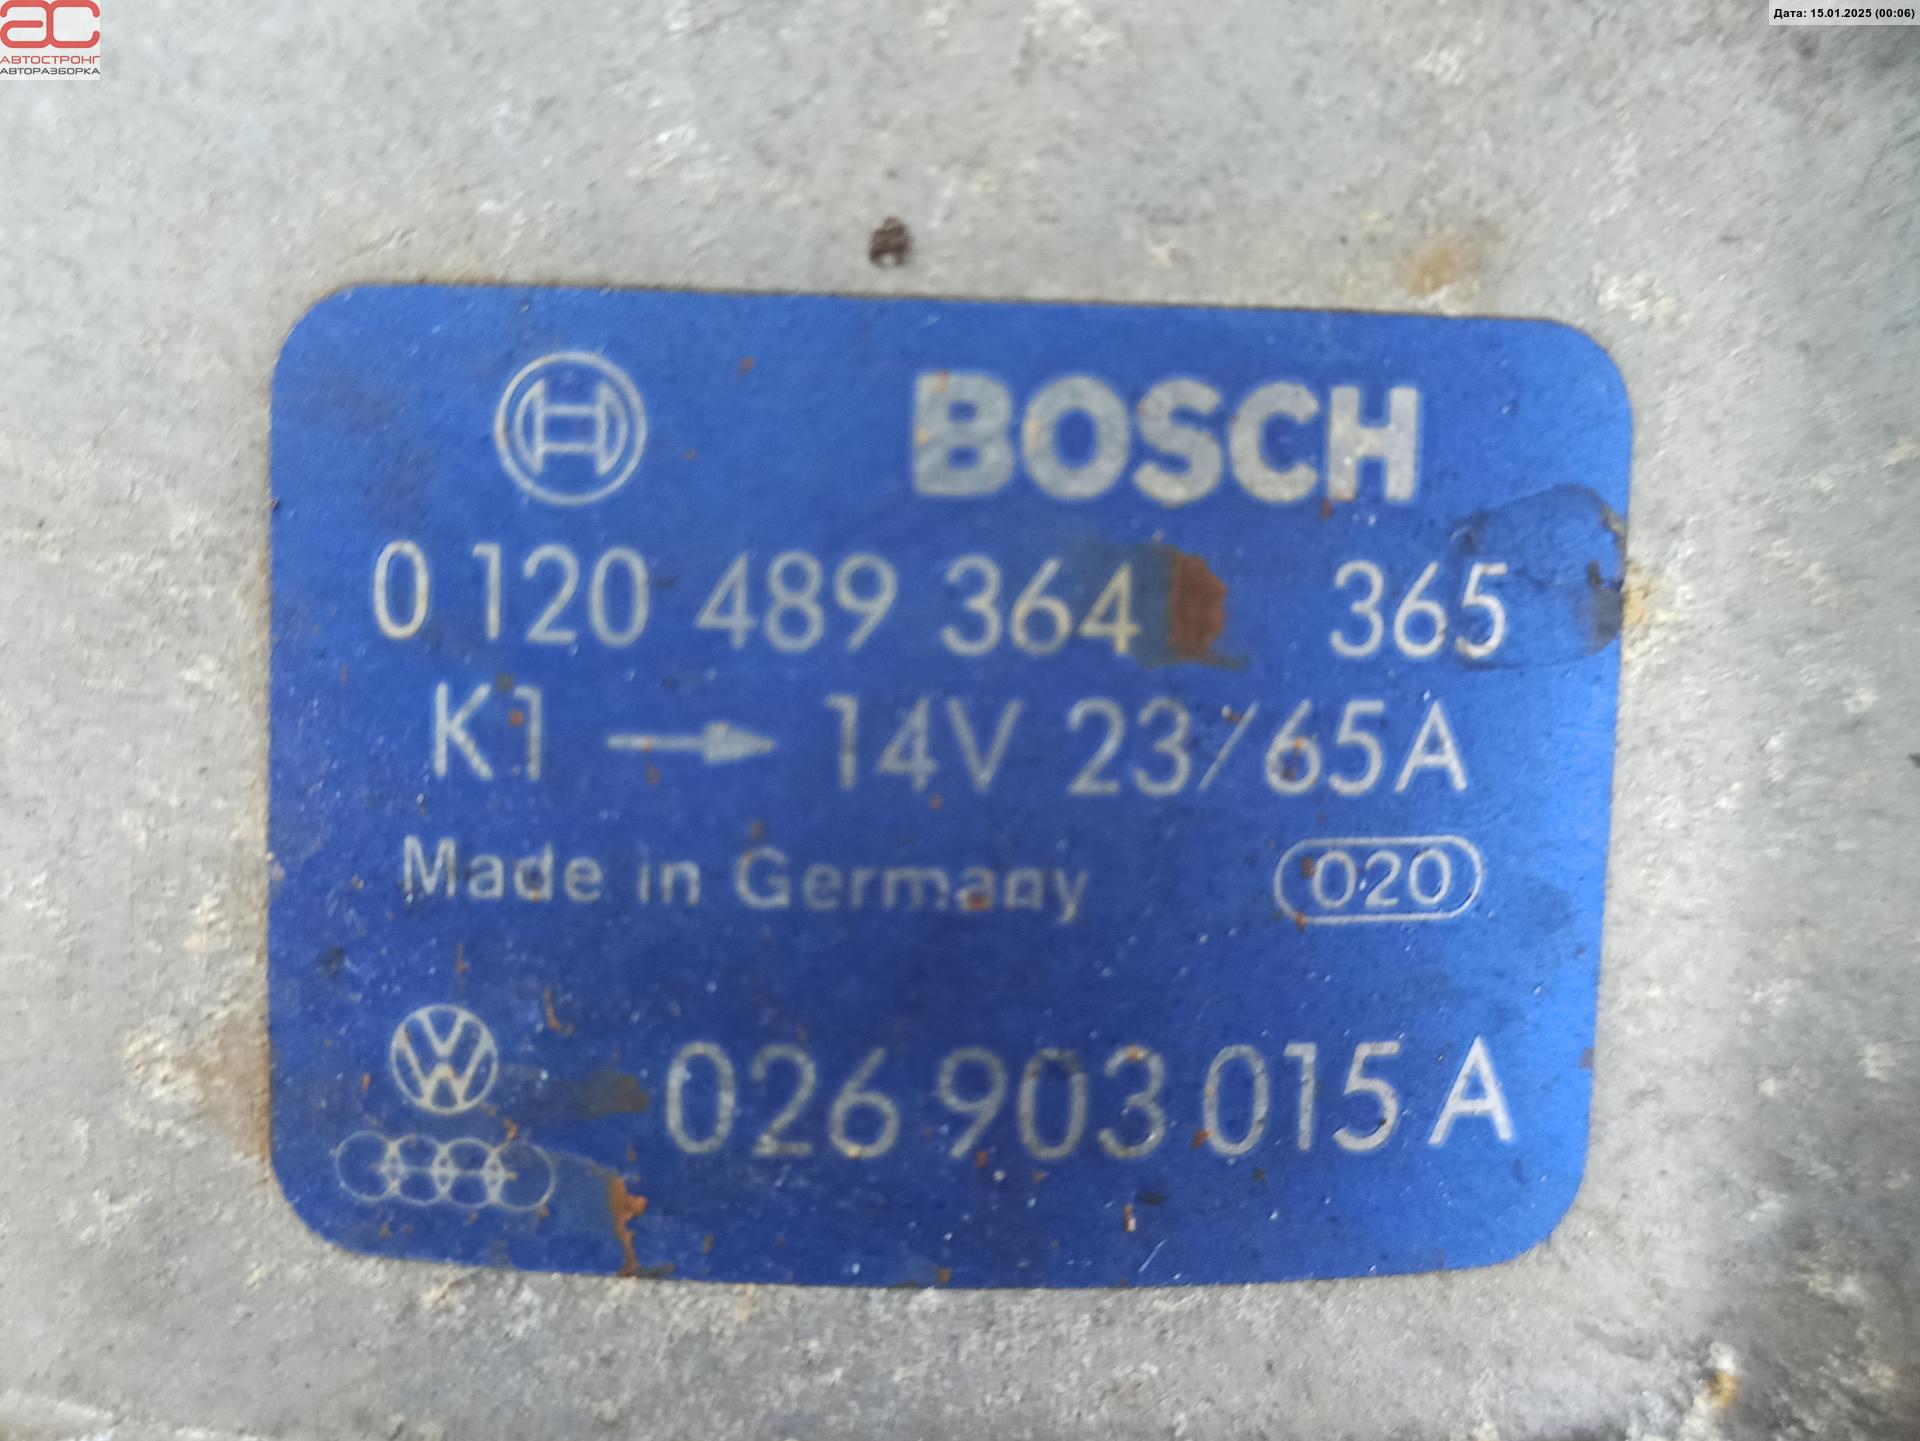 АВТОСТРОНГ
АВТОРАЗБОРКА
Дата: 15.01.2025 (00:06)
BOSCH
0 120 489 364 365
K1 → 14V 23/65A
Made in Germany 020
026 903 015 A